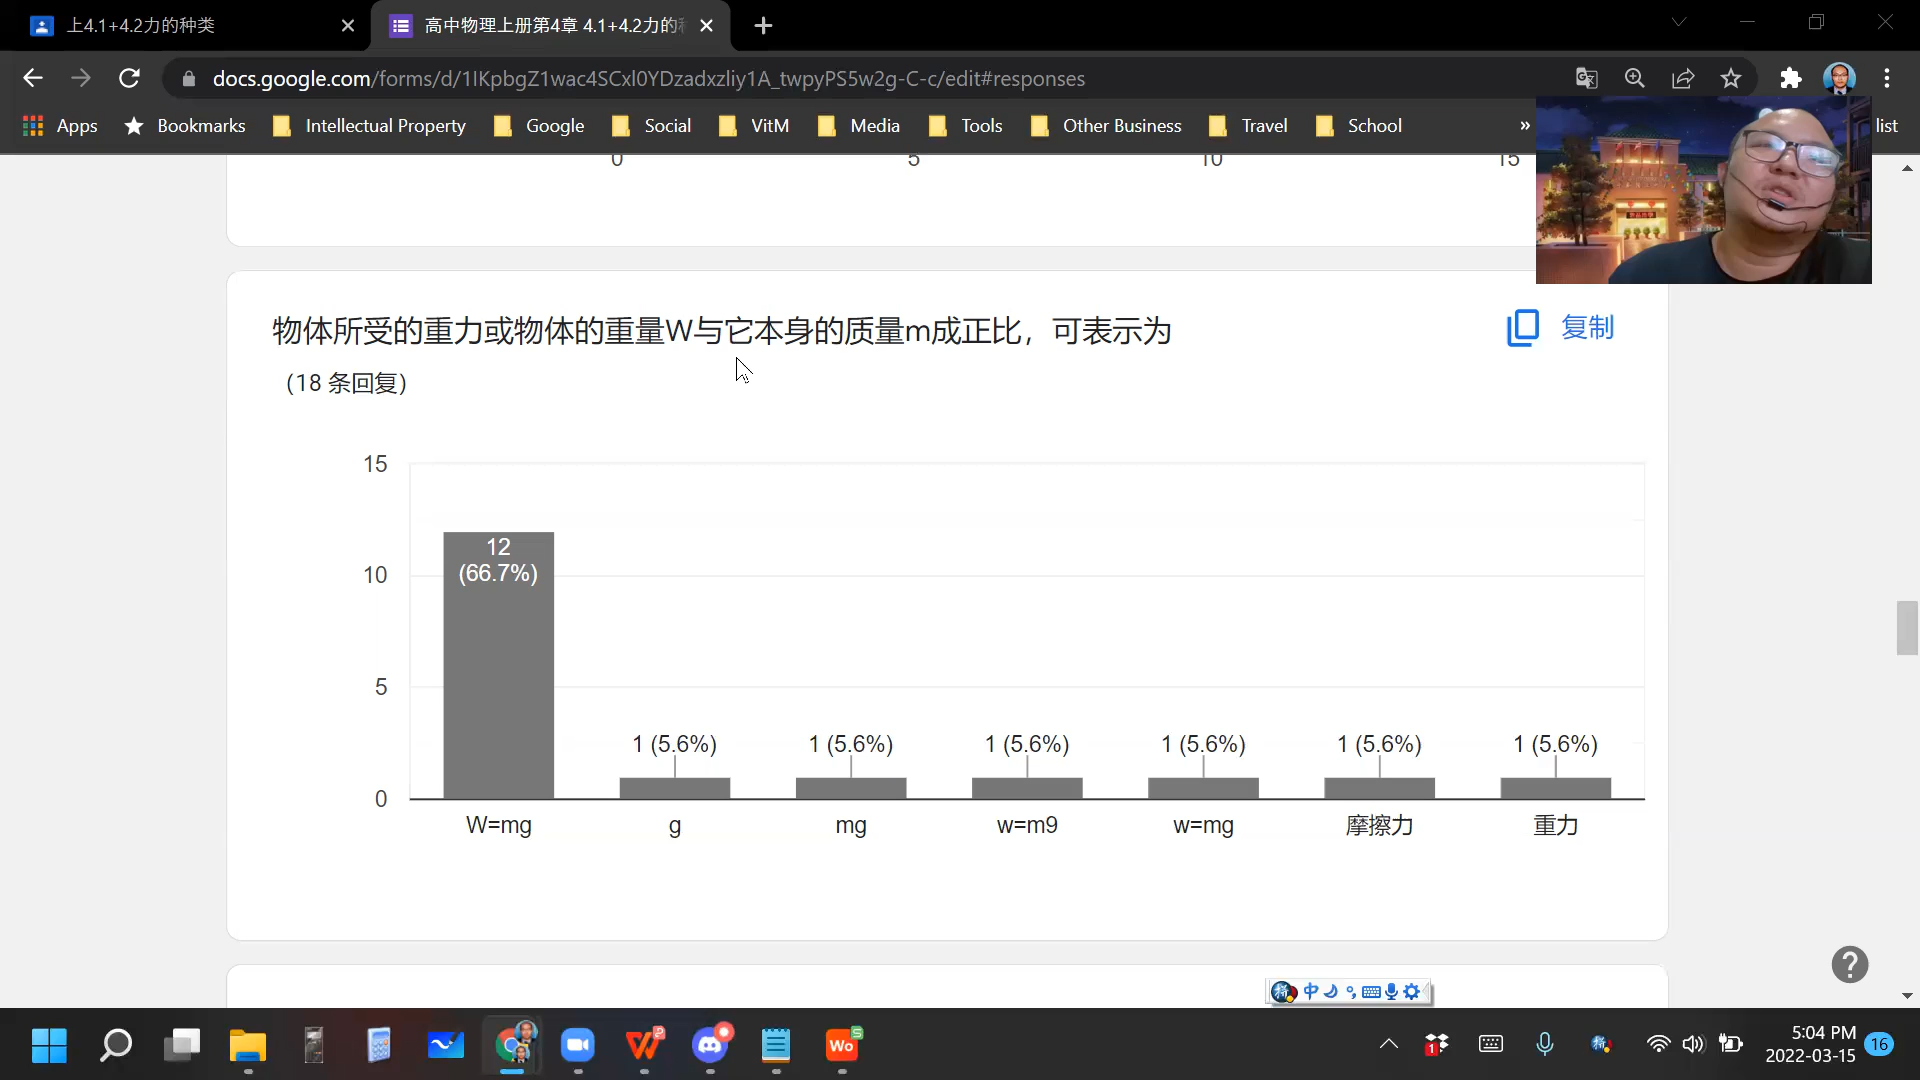 上4.1+4.2力的种类
高中物理上册第4章 4.1+4.2力的
docs.google.com/forms/d/1IKpbgZ1wac4SCxl0YDzadxzliy1A_twpyPS5w2g-C-c/edit#responses
Apps
Bookmarks
Intellectual Property
Google
Social
VitM
Media
Tools
Other Business
Travel
School
»
list
0
5
10
15
物体所受的重力或物体的重量W与它本身的质量m成正比，可表示为
复制
（18 条回复）
15
10
5
0
12
(66.7%)
1 (5.6%)
1 (5.6%)
1 (5.6%)
1 (5.6%)
1 (5.6%)
1 (5.6%)
W=mg
g
mg
w=m9
w=mg
摩擦力
重力
中
Wo
5:04 PM
2022-03-15
16